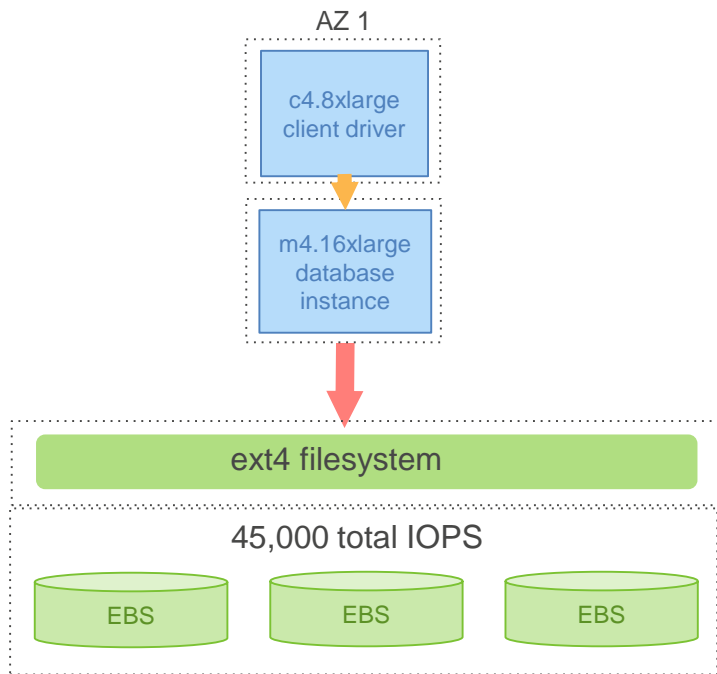 AZ 1
c4.8xlarge
client driver
m4.16xlarge
database
instance
ext4 filesystem
45,000 total IOPS
EBS
EBS
EBS